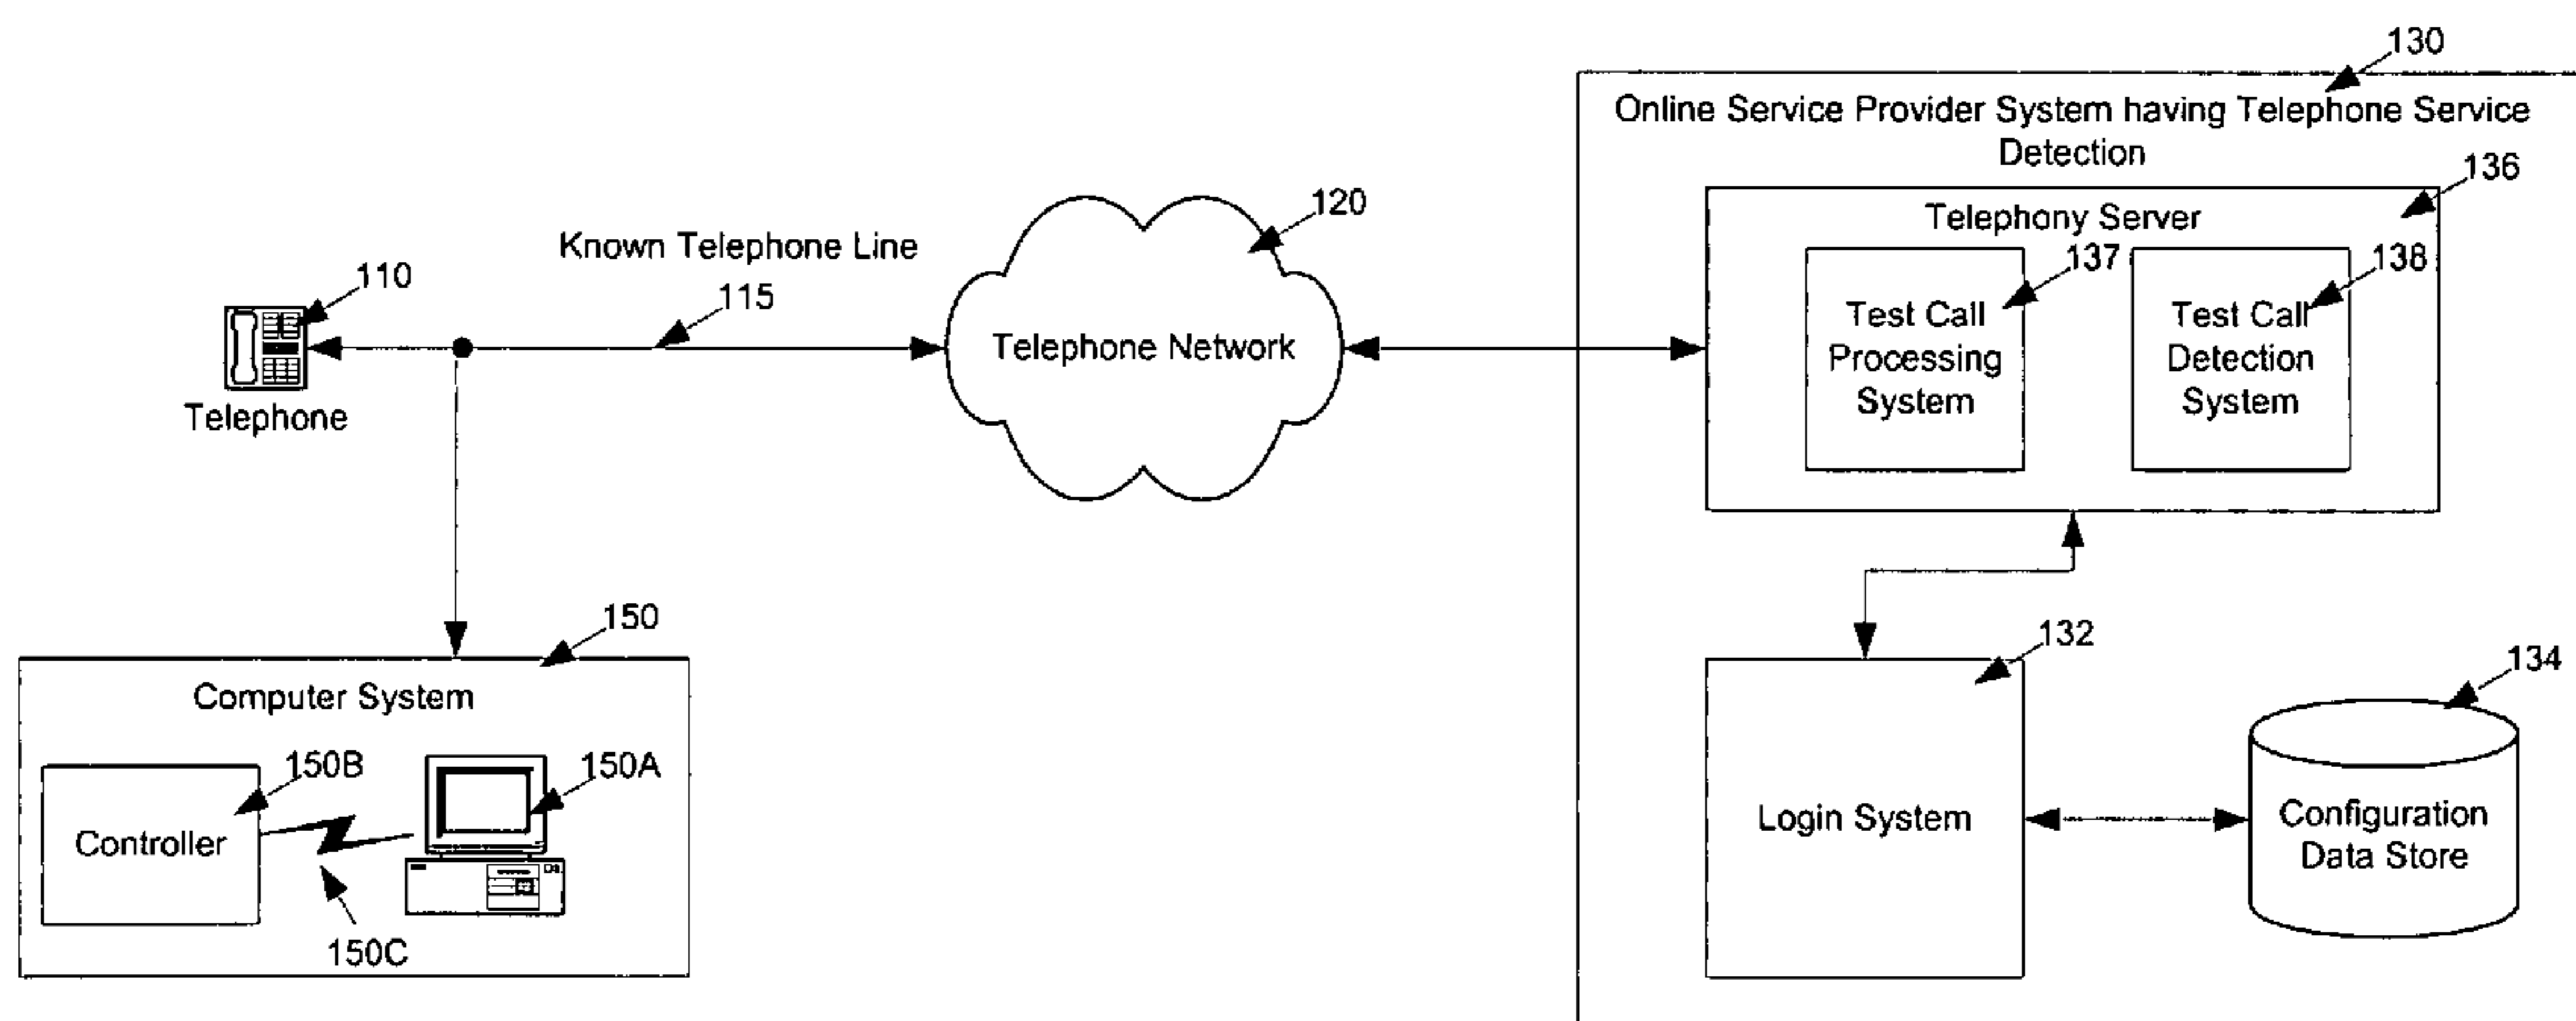 130
Online Service Provider System having Telephone Service
Detection
136
Telephony Server
137
138
Test Call
Processing
System
Test Call
Detection
System
120
Known Telephone Line
115
110
Telephone Network
Telephone
150
132
134
Computer System
150B
150A
Controller
150C
Login System
Configuration
Data Store